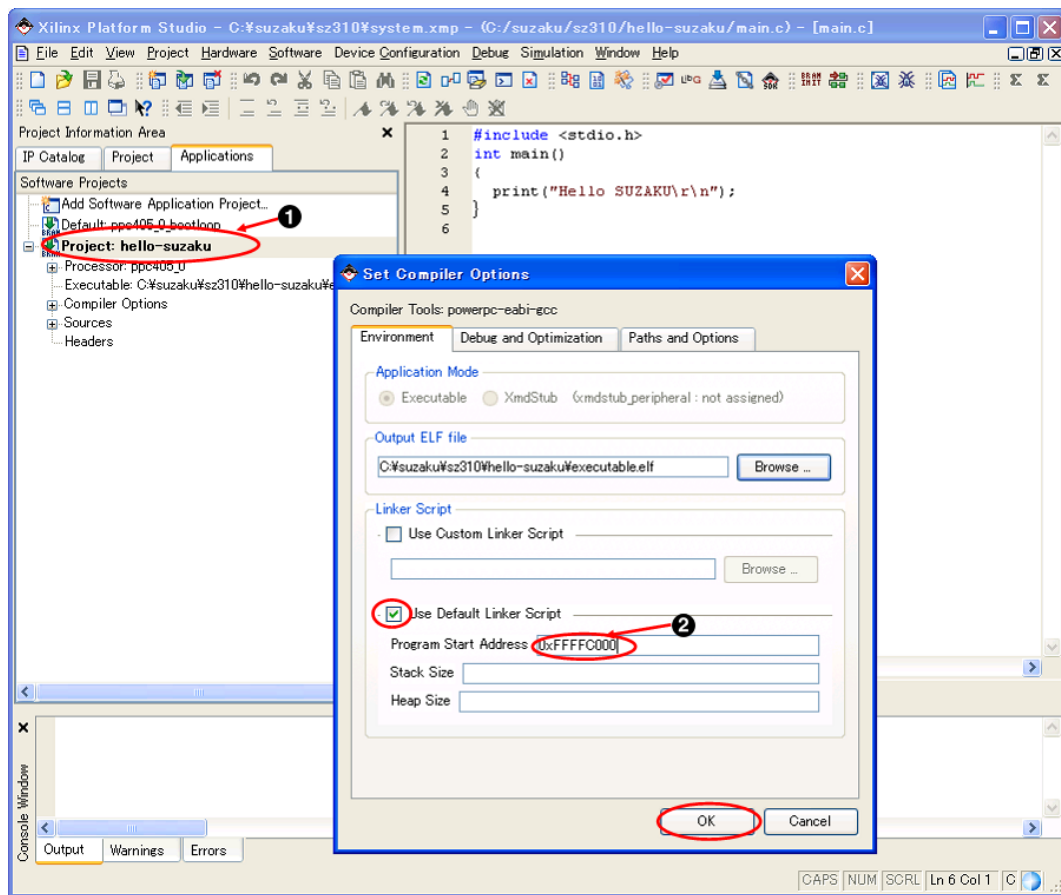 Xilinx Platform Studio - C:¥suzaku¥sz310¥system.xmp - (C:/suzaku/sz310/hello-suzaku/main.c) - [main.c]
File Edit View Project Hardware Software Device Configuration Debug Simulation Window Help
Project Information Area
IP Catalog Project Applications
Software Projects
Add Software Application Project...
Default: ppc405_0_bootloop
Project: hello-suzaku
Processor: ppc405_0
Executable: C:¥suzaku¥sz310¥hello-suzaku¥e
Compiler Options
Sources
Headers
❶
1 #include <stdio.h>
2 int main()
3 {
4 print("Hello SUZAKU\r\n");
5 }
6
Set Compiler Options
Compiler Tools: powerpc-eabi-gcc
Environment Debug and Optimization Paths and Options
Application Mode
Executable XmdStub (xmdstub_peripheral : not assigned)
Output ELF file
C:¥suzaku¥sz310¥hello-suzaku¥executable.elf Browse ...
Linker Script
Use Custom Linker Script
Browse ...
Use Default Linker Script
❷
Program Start Address 0xFFFFC000
Stack Size
Heap Size
OK Cancel
Console Window
Output Warnings Errors
CAPS NUM SCRL Ln 6 Col 1 C